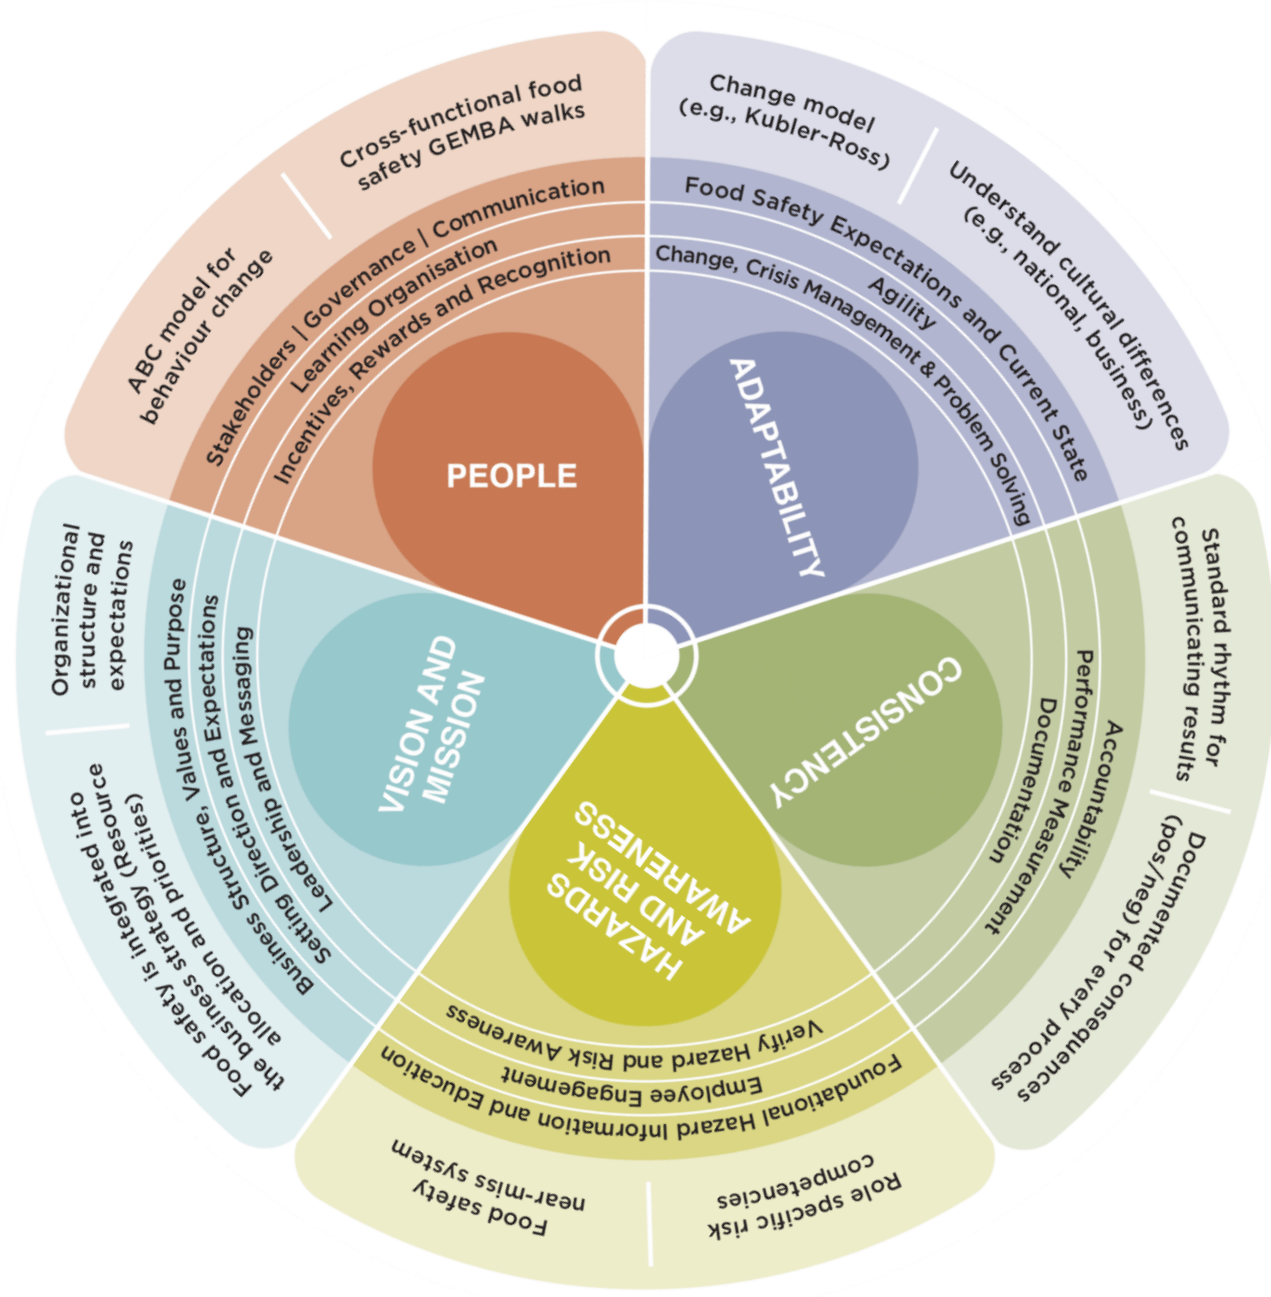 Cross-functional food
safety GEMBA walks
ABC model for
behaviour change
Stakeholders | Governance | Communication
Learning Organisation
Incentives, Rewards and Recognition
PEOPLE
Change model
(e.g., Kubler-Ross)
Understand cultural differences
(e.g., national, business)
Food Safety Expectations and Current State
Agility
Change, Crisis Management & Problem Solving
ADAPTABILITY
Standard rhythm for
communicating results
Documented consequences
(pos/neg) for every process
Accountability
Performance Measurement
Documentation
CONSISTENCY
Role specific risk
competencies
Food safety
near-miss system
Foundational Hazard Information and Education
Employee Engagement
Verify Hazard and Risk Awareness
HAZARDS
AND RISK
AWARENESS
Organizational
structure and
expectations
Food safety is integrated into
the business strategy (Resource
allocation and priorities)
Business Structure, Values and Purpose
Setting Direction and Expectations
Leadership and Messaging
VISION AND
MISSION